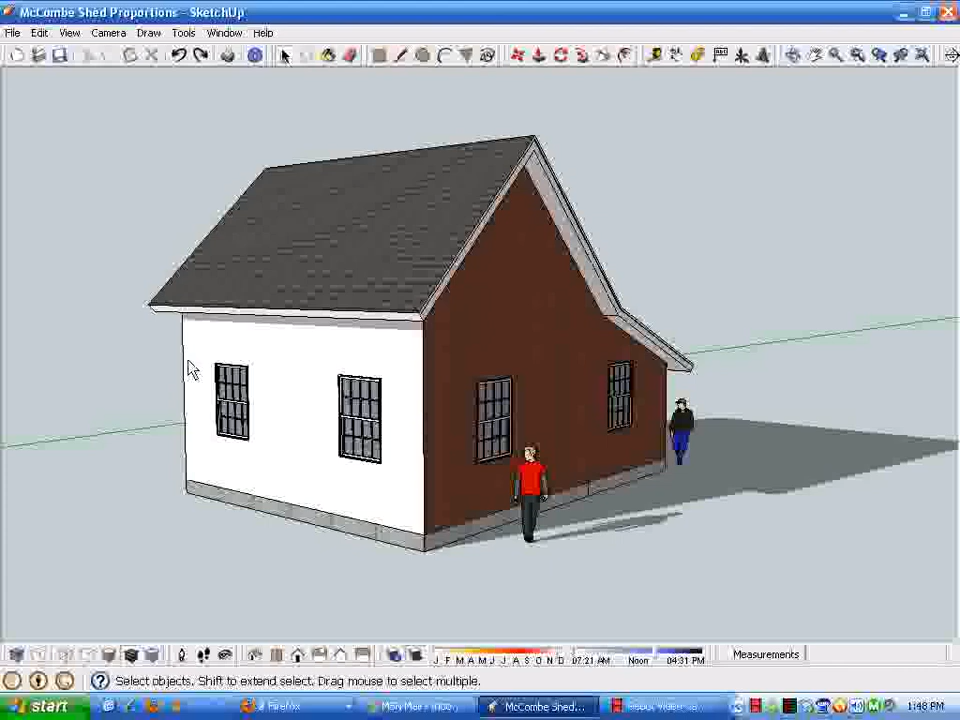 McCombe Shed Proportions - SketchUp
File Edit View Camera Draw Tools Window Help
J F M A M J J A S O N D 07:21 AM Noon 04:31 PM Measurements
Select objects. Shift to extend select. Drag mouse to select multiple.
start Firefox McCombe Shed... 1:48 PM